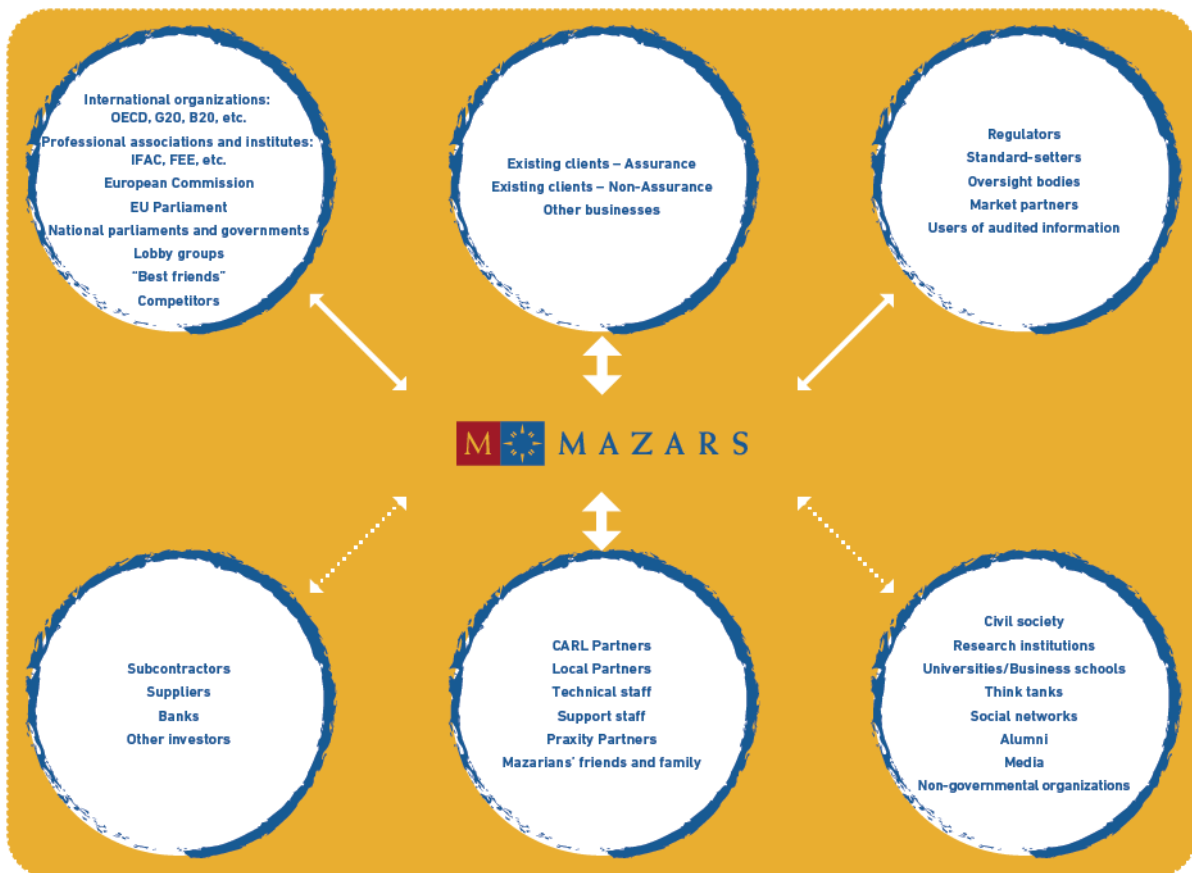 International organizations:
OECD, G20, B20, etc.
Professional associations and institutes:
IFAC, FEE, etc.
European Commission
EU Parliament
National parliaments and governments
Lobby groups
“Best friends”
Competitors
Existing clients – Assurance
Existing clients – Non-Assurance
Other businesses
Regulators
Standard-setters
Oversight bodies
Market partners
Users of audited information
M MAZARS
Subcontractors
Suppliers
Banks
Other investors
CARL Partners
Local Partners
Technical staff
Support staff
Praxity Partners
Mazarians’ friends and family
Civil society
Research institutions
Universities/Business schools
Think tanks
Social networks
Alumni
Media
Non-governmental organizations